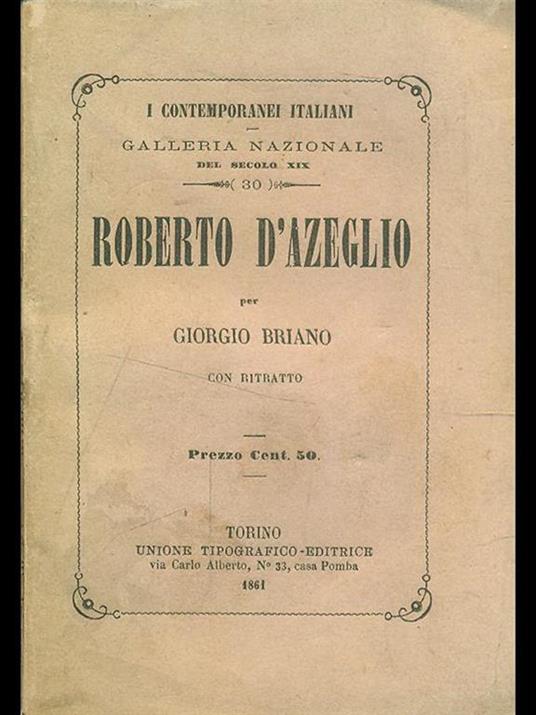 I CONTEMPORANEI ITALIANI
GALLERIA NAZIONALE
DEL SECOLO XIX
( 30 )
ROBERTO D'AZEGLIO
per
GIORGIO BRIANO
CON RITRATTO
Prezzo Cent. 50.
TORINO
UNIONE TIPOGRAFICO-EDITRICE
via Carlo Alberto, Nº 33, casa Pomba
1861